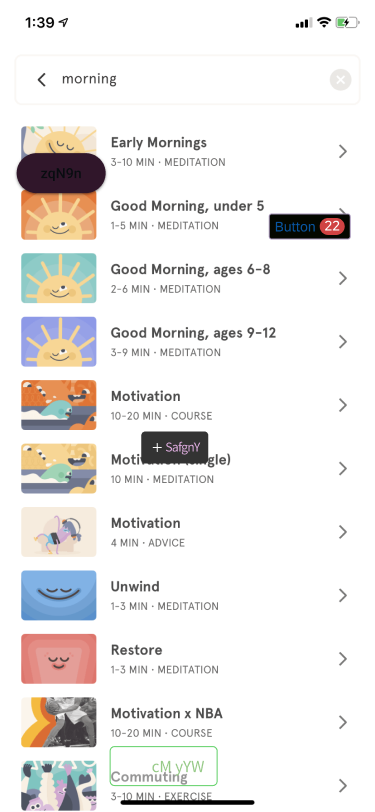 1:39
morning
Early Mornings
3-10 MIN · MEDITATION
zqN9n
Good Morning, under 5
1-5 MIN · MEDITATION
Button 22
Good Morning, ages 6-8
2-6 MIN · MEDITATION
Good Morning, ages 9-12
3-9 MIN · MEDITATION
Motivation
10-20 MIN · COURSE
+ SafgnY
Motivation (single)
10 MIN · MEDITATION
Motivation
4 MIN · ADVICE
Unwind
1-3 MIN · MEDITATION
Restore
1-3 MIN · MEDITATION
Motivation x NBA
10-20 MIN · COURSE
cM yYW
Commuting
3-10 MIN · EXERCISE